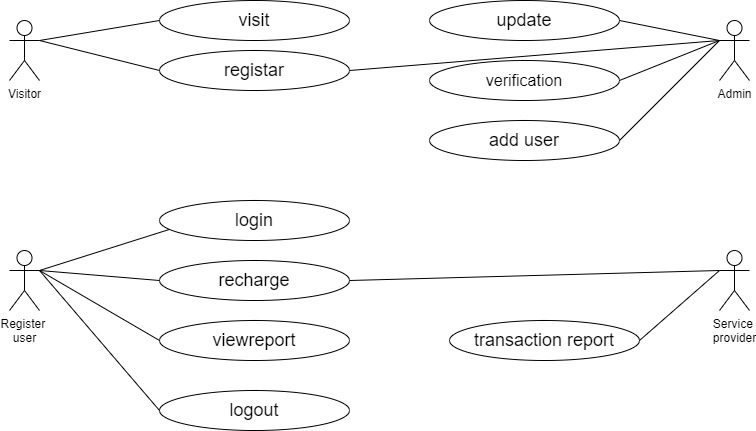 visit
update
registar
verification
Visitor
Admin
add user
login
recharge
Register
user
Service
provider
viewreport
transaction report
logout